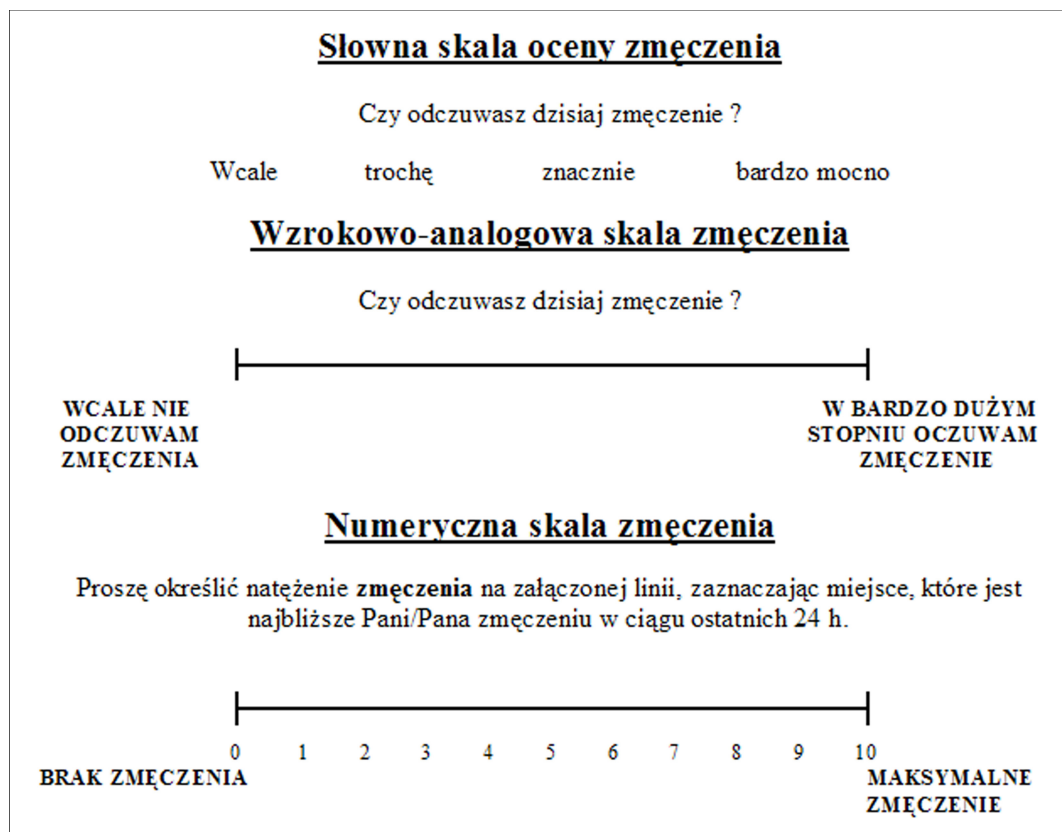 Słowna skala oceny zmęczenia
Czy odczuwasz dzisiaj zmęczenie ?
Wcale trochę znacznie bardzo mocno
Wzrokowo-analogowa skala zmęczenia
Czy odczuwasz dzisiaj zmęczenie ?
WCALE NIE
ODCZUWAM
ZMĘCZENIA
W BARDZO DUŻYM
STOPNIU OCZUWAM
ZMĘCZENIE
Numeryczna skala zmęczenia
Proszę określić natężenie zmęczenia na załączonej linii, zaznaczając miejsce, które jest
najbliższe Pani/Pana zmęczeniu w ciągu ostatnich 24 h.
0 1 2 3 4 5 6 7 8 9 10
BRAK ZMĘCZENIA
MAKSYMALNE
ZMĘCZENIE